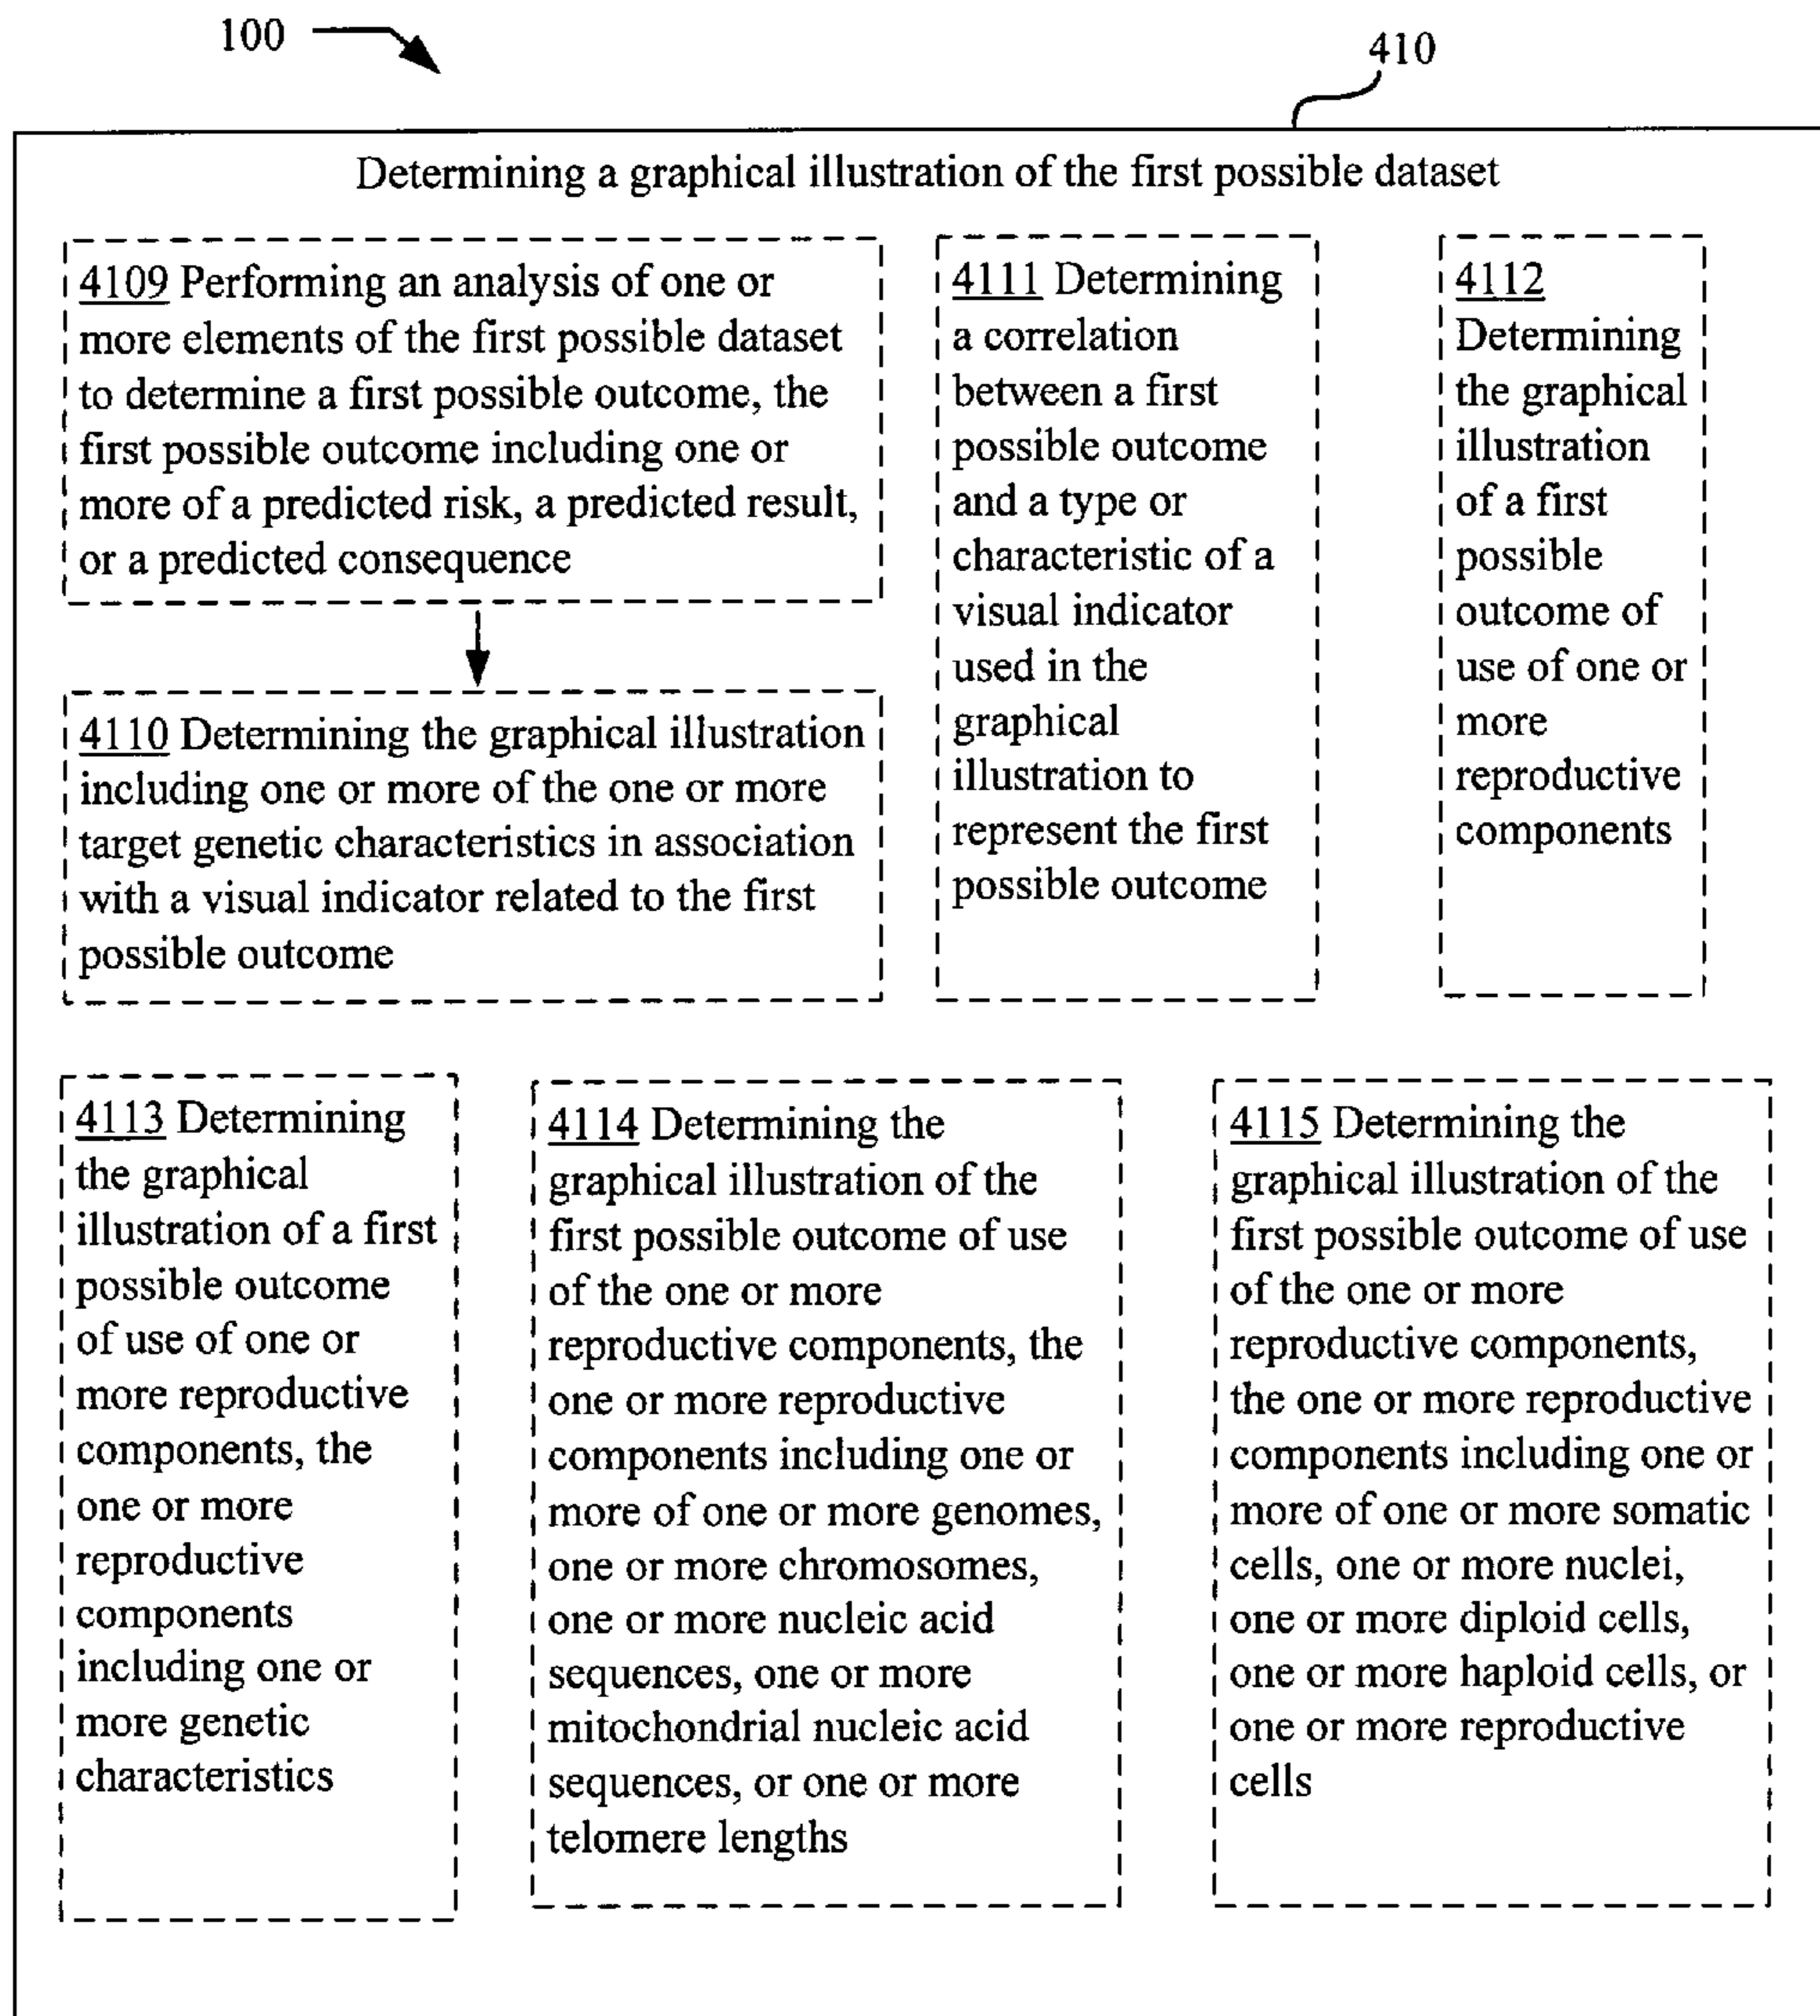 100
410
Determining a graphical illustration of the first possible dataset
4109 Performing an analysis of one or
more elements of the first possible dataset
to determine a first possible outcome, the
first possible outcome including one or
more of a predicted risk, a predicted result,
or a predicted consequence
4110 Determining the graphical illustration
including one or more of the one or more
target genetic characteristics in association
with a visual indicator related to the first
possible outcome
4111 Determining
a correlation
between a first
possible outcome
and a type or
characteristic of a
visual indicator
used in the
graphical
illustration to
represent the first
possible outcome
4112
Determining
the graphical
illustration
of a first
possible
outcome of
use of one or
more
reproductive
components
4113 Determining
the graphical
illustration of a first
possible outcome
of use of one or
more reproductive
components, the
one or more
reproductive
components
including one or
more genetic
characteristics
4114 Determining the
graphical illustration of the
first possible outcome of use
of the one or more
reproductive components, the
one or more reproductive
components including one or
more of one or more genomes,
one or more chromosomes,
one or more nucleic acid
sequences, one or more
mitochondrial nucleic acid
sequences, or one or more
telomere lengths
4115 Determining the
graphical illustration of the
first possible outcome of use
of the one or more
reproductive components,
the one or more reproductive
components including one or
more of one or more somatic
cells, one or more nuclei,
one or more diploid cells,
one or more haploid cells, or
one or more reproductive
cells